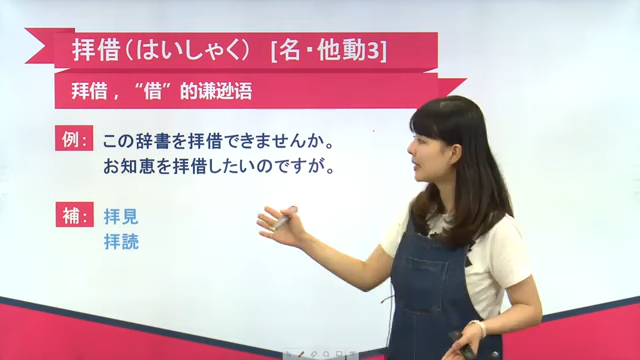 拝借（はいしゃく） [名・他動3]
拜借，“借”的谦逊语
例： この辞書を拝借できませんか。
お知恵を拝借したいのですが。
補： 拝見
拝読